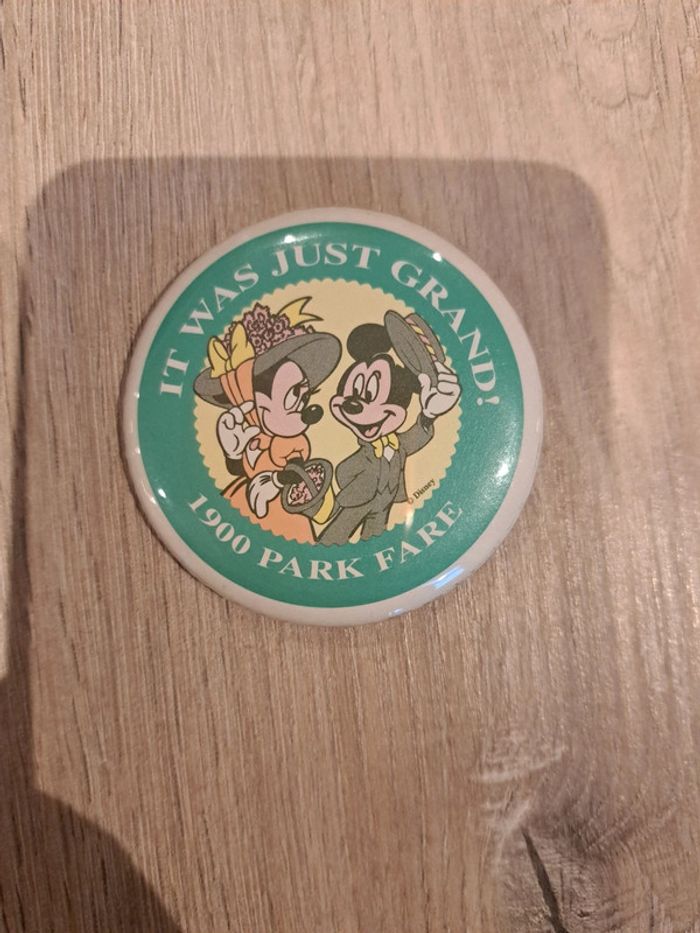 IT WAS JUST GRAND!
© Disney
1900 PARK FARE